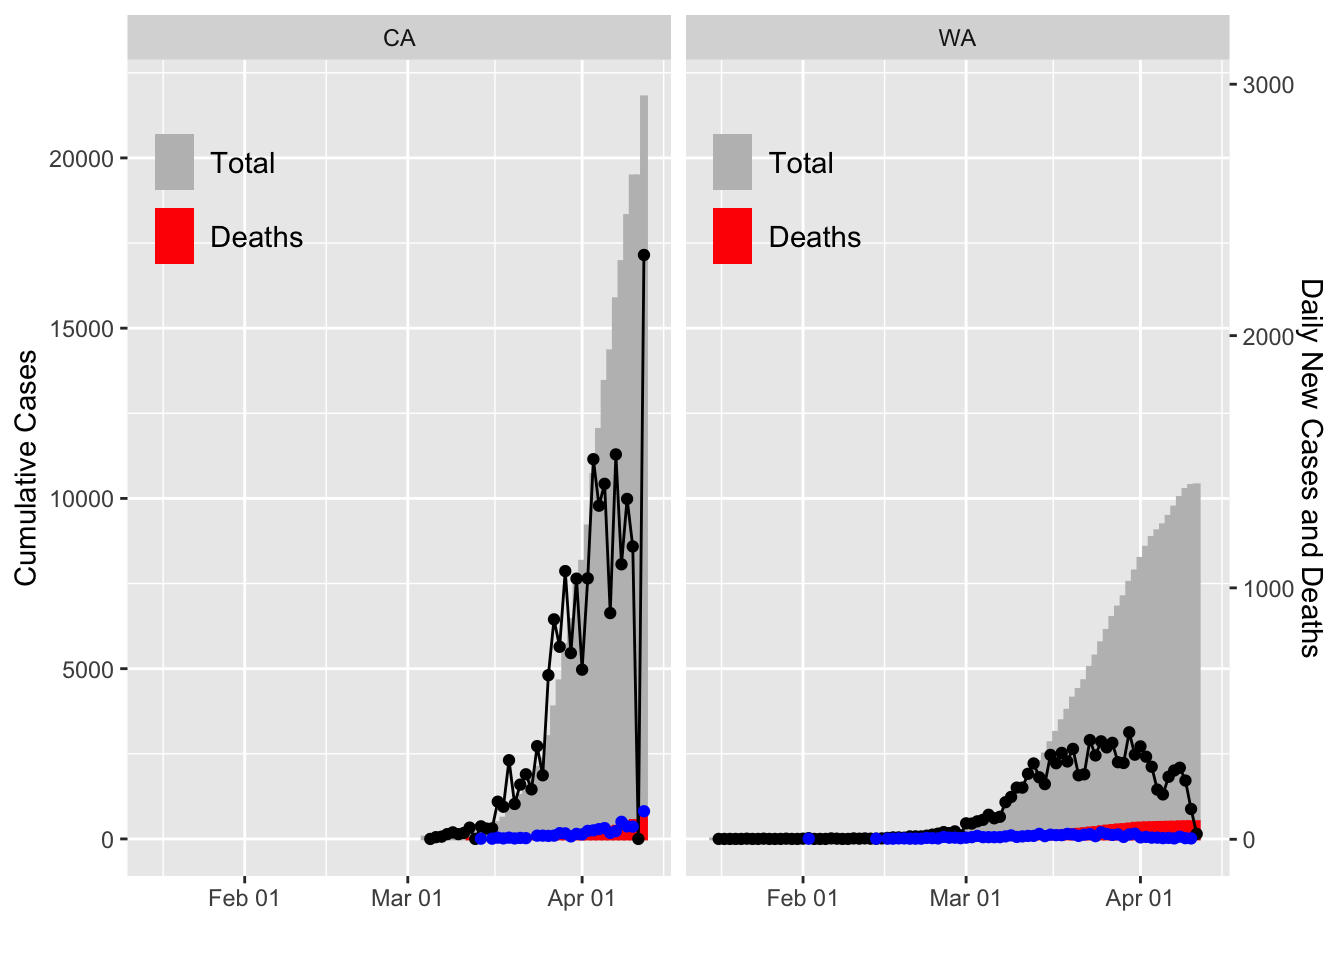 CA
WA
Cumulative Cases
20000
15000
10000
5000
0
Total
Deaths
Total
Deaths
3000
2000
1000
0
Daily New Cases and Deaths
Feb 01
Mar 01
Apr 01
Feb 01
Mar 01
Apr 01